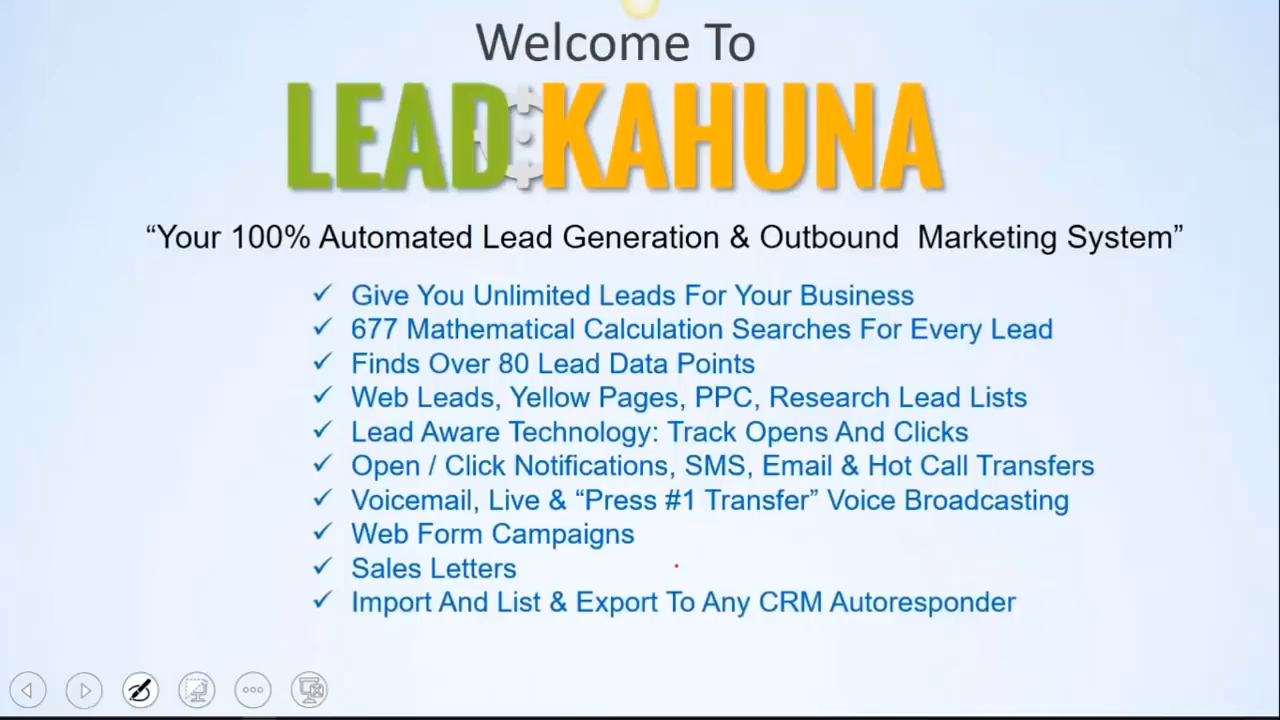 Welcome To
LEAD KAHUNA
“Your 100% Automated Lead Generation & Outbound Marketing System”
✓ Give You Unlimited Leads For Your Business
✓ 677 Mathematical Calculation Searches For Every Lead
✓ Finds Over 80 Lead Data Points
✓ Web Leads, Yellow Pages, PPC, Research Lead Lists
✓ Lead Aware Technology: Track Opens And Clicks
✓ Open / Click Notifications, SMS, Email & Hot Call Transfers
✓ Voicemail, Live & “Press #1 Transfer” Voice Broadcasting
✓ Web Form Campaigns
✓ Sales Letters
✓ Import And List & Export To Any CRM Autoresponder